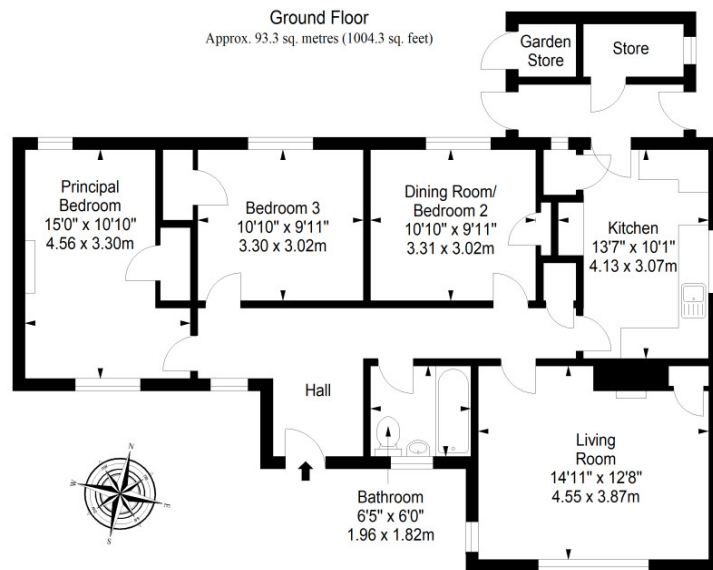 Ground Floor
Approx. 93.3 sq. metres (1004.3 sq. feet)
Garden
Store
Store
Principal
Bedroom
15'0" x 10'10"
4.56 x 3.30m
Bedroom 3
10'10" x 9'11"
3.30 x 3.02m
Dining Room/
Bedroom 2
10'10" x 9'11"
3.31 x 3.02m
Kitchen
13'7" x 10'1"
4.13 x 3.07m
Hall
Living
Room
14'11" x 12'8"
4.55 x 3.87m
Bathroom
6'5" x 6'0"
1.96 x 1.82m
N
W
E
S